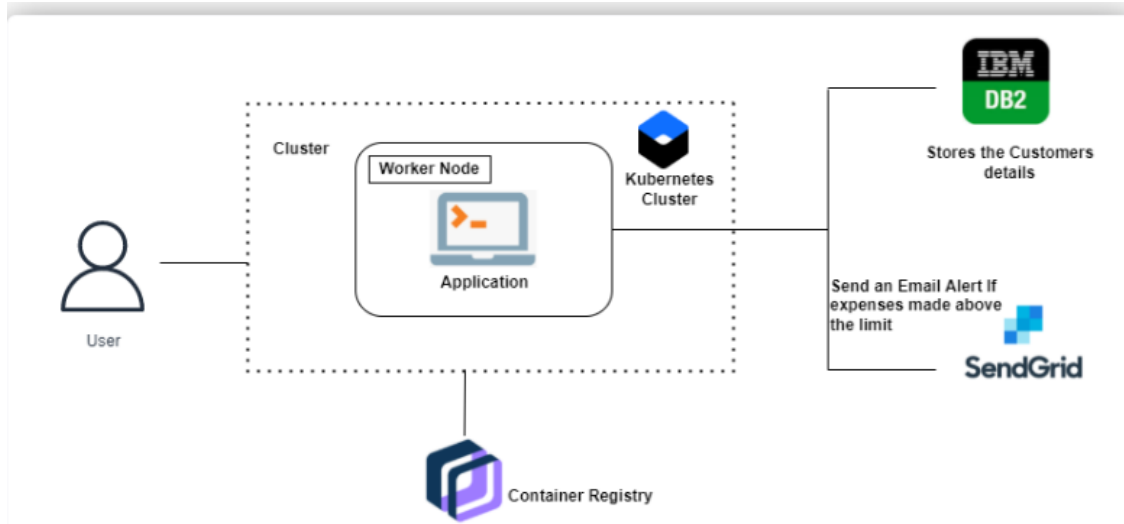 IBM
DB2
Stores the Customers
details
Cluster
Worker Node
Kubernetes
Cluster
Application
User
Send an Email Alert If
expenses made above
the limit
SendGrid
Container Registry